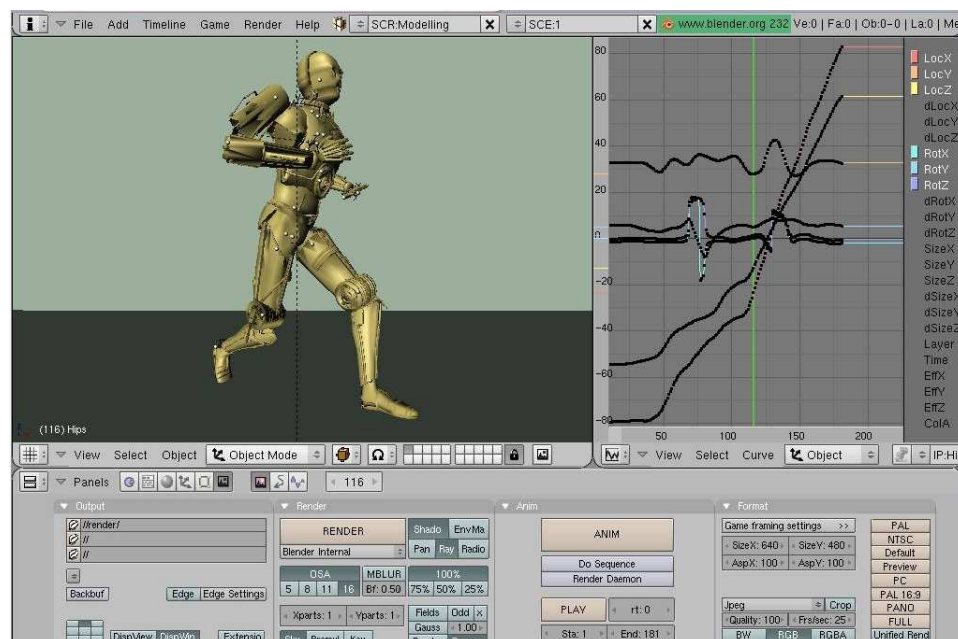 File Add Timeline Game Render Help SCR:Modelling SCE:1 www.blender.org 232 Ve:0 | Fa:0 | Ob:0-0 | La:0 | Me
80
60
40
20
0
-20
-40
-60
-80
50 100 150 200
LocX
LocY
LocZ
dLocX
dLocY
dLocZ
RotX
RotY
RotZ
dRotX
dRotY
dRotZ
SizeX
SizeY
SizeZ
dSizeX
dSizeY
dSizeZ
Layer
Time
EffX
EffY
EffZ
ColA
(116) Hips
View Select Object Object Mode
View Select Curve Object IP:Hi
Panels 116
Output
//render/
//
//
Backbuf Edge Edge Settings
DispView DispWin Extensio
Render
RENDER
Blender Internal
Shado EnvMa
Pan Ray Radio
OSA MBLUR 100%
5 8 11 16 Bf: 0.50 75% 50% 25%
Xparts: 1 Yparts: 1 Fields Odd x
Gauss 1.00
Sky Premul Key
Anim
ANIM
Do Sequence
Render Daemon
PLAY rt: 0
Sta: 1 End: 181
Format
Game framing settings >>
SizeX: 640 SizeY: 480
AspX: 100 AspY: 100
Jpeg Crop
Quality: 100 Frs/sec: 25
BW RGB RGBA
PAL
NTSC
Default
Preview
PC
PAL 16:9
PANO
FULL
Unified Rend